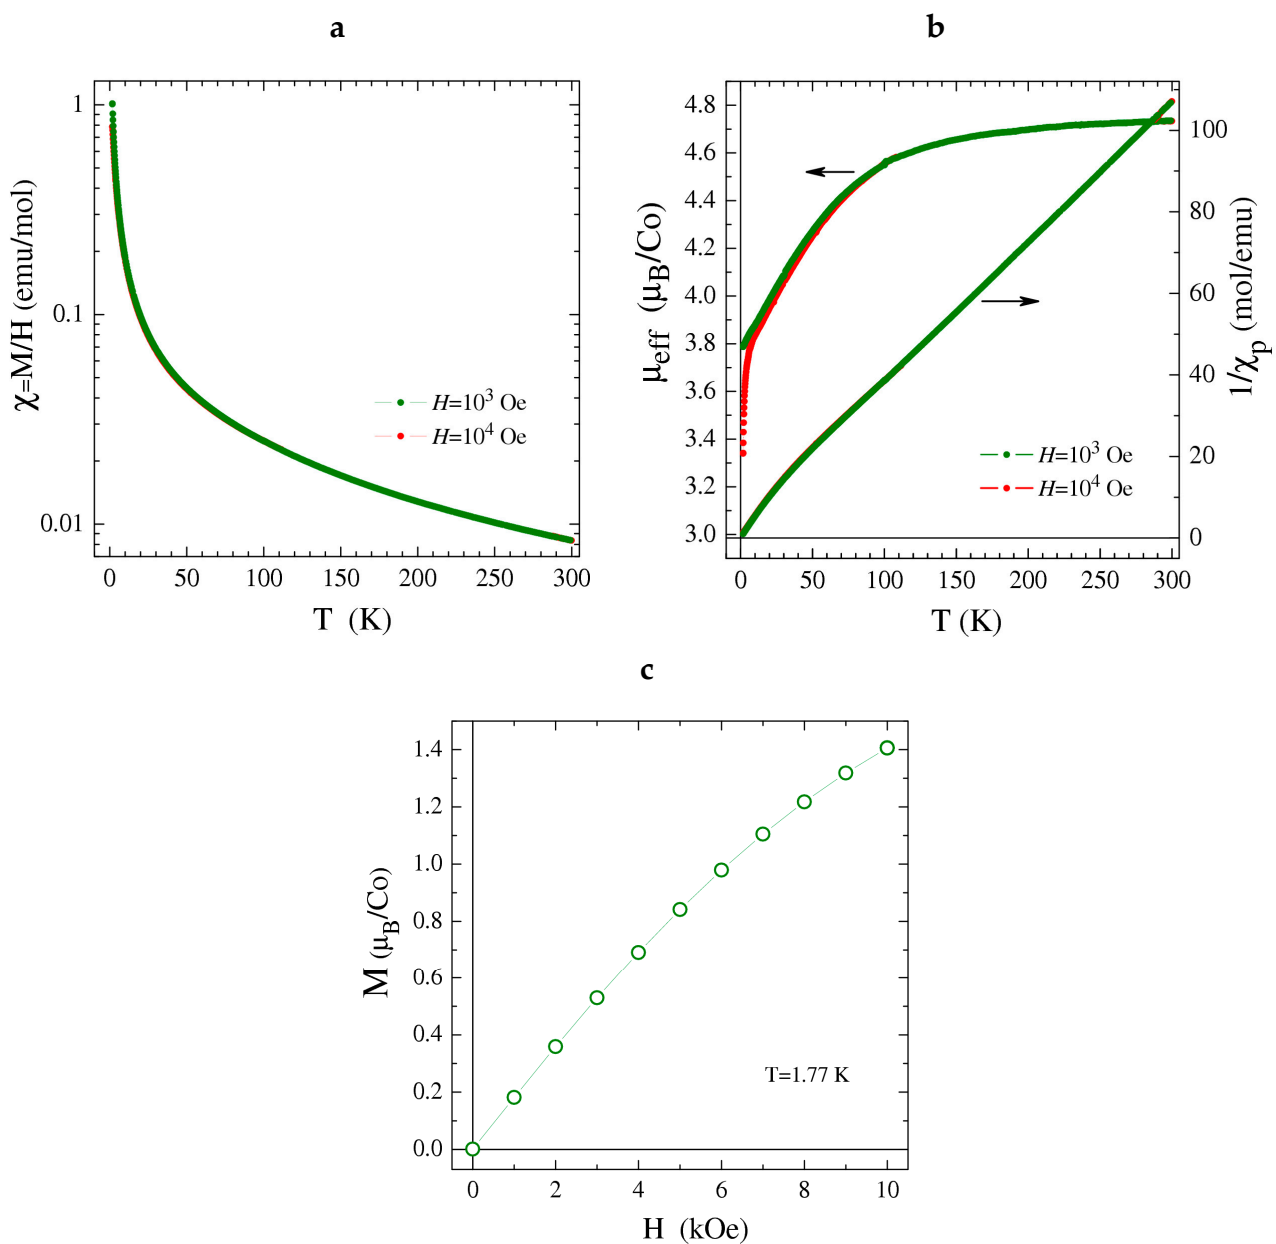 a
b
1
0.1
0.01
χ=M/H (emu/mol)
H=10³ Oe
H=10⁴ Oe
0 50 100 150 200 250 300
T (K)
4.8
4.6
4.4
4.2
4.0
3.8
3.6
3.4
3.2
3.0
μeff (μB/Co)
100
80
60
40
20
0
1/χp (mol/emu)
H=10³ Oe
H=10⁴ Oe
0 50 100 150 200 250 300
T (K)
c
1.4
1.2
1.0
0.8
0.6
0.4
0.2
0.0
M (μB/Co)
T=1.77 K
0 2 4 6 8 10
H (kOe)